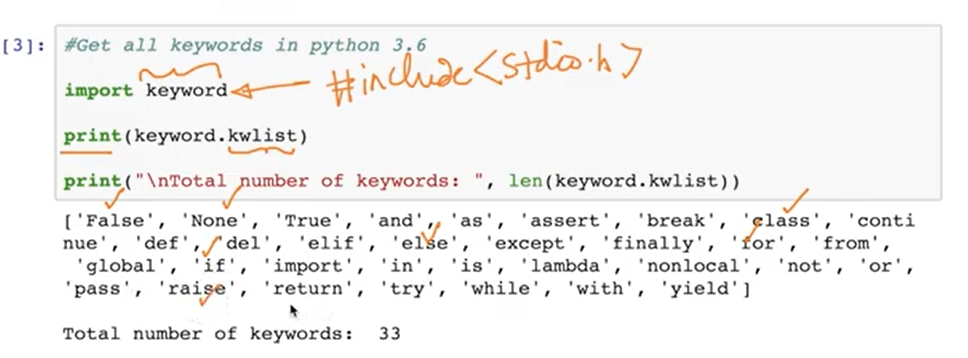 [3]: #Get all keywords in python 3.6
#include<stdio.h>
import keyword
print(keyword.kwlist)
print("\nTotal number of keywords: ", len(keyword.kwlist))
['False', 'None', 'True', 'and', 'as', 'assert', 'break', 'class', 'conti
nue', 'def', 'del', 'elif', 'else', 'except', 'finally', 'for', 'from',
'global', 'if', 'import', 'in', 'is', 'lambda', 'nonlocal', 'not', 'or',
'pass', 'raise', 'return', 'try', 'while', 'with', 'yield']
Total number of keywords:  33